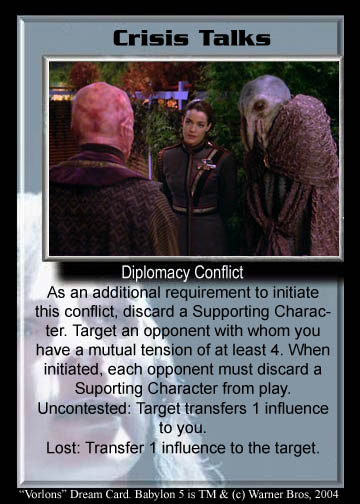 Crisis Talks
Diplomacy Conflict
As an additional requirement to initiate
this conflict, discard a Supporting Charac-
ter. Target an opponent with whom you
have a mutual tension of at least 4. When
initiated, each opponent must discard a
Suporting Character from play.
Uncontested: Target transfers 1 influence
to you.
Lost: Transfer 1 influence to the target.
"Vorlons" Dream Card. Babylon 5 is TM & (c) Warner Bros, 2004